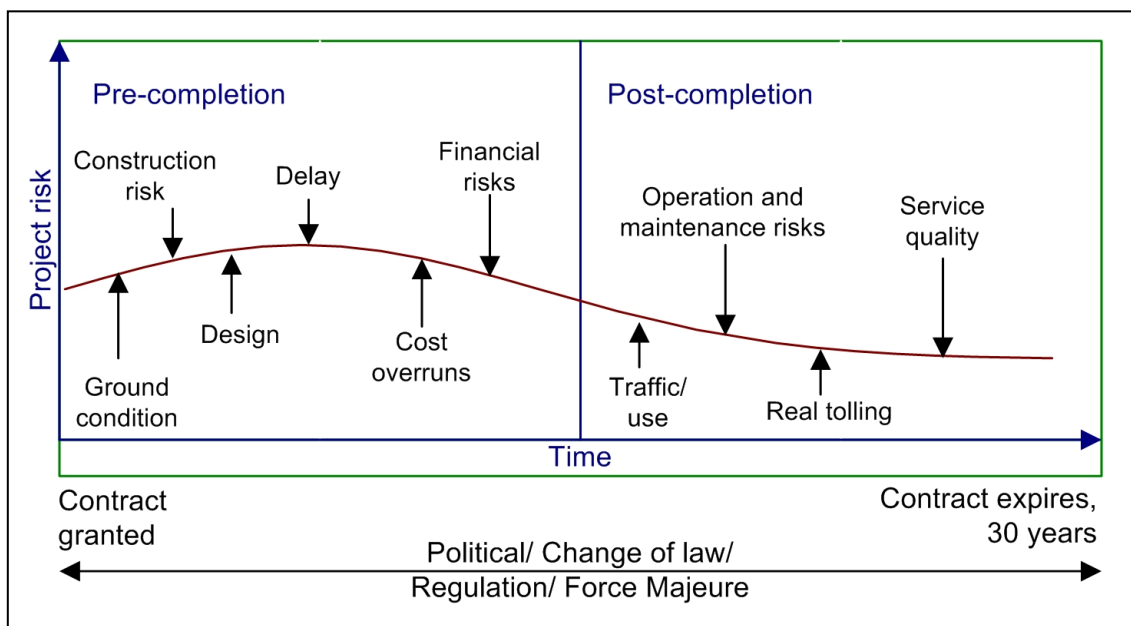 Pre-completion
Post-completion
Construction
risk
Delay
Financial
risks
Operation and
maintenance risks
Service
quality
Project risk
Design
Cost
overruns
Ground
condition
Traffic/
use
Real tolling
Time
Contract
granted
Contract expires,
30 years
Political/ Change of law/
Regulation/ Force Majeure